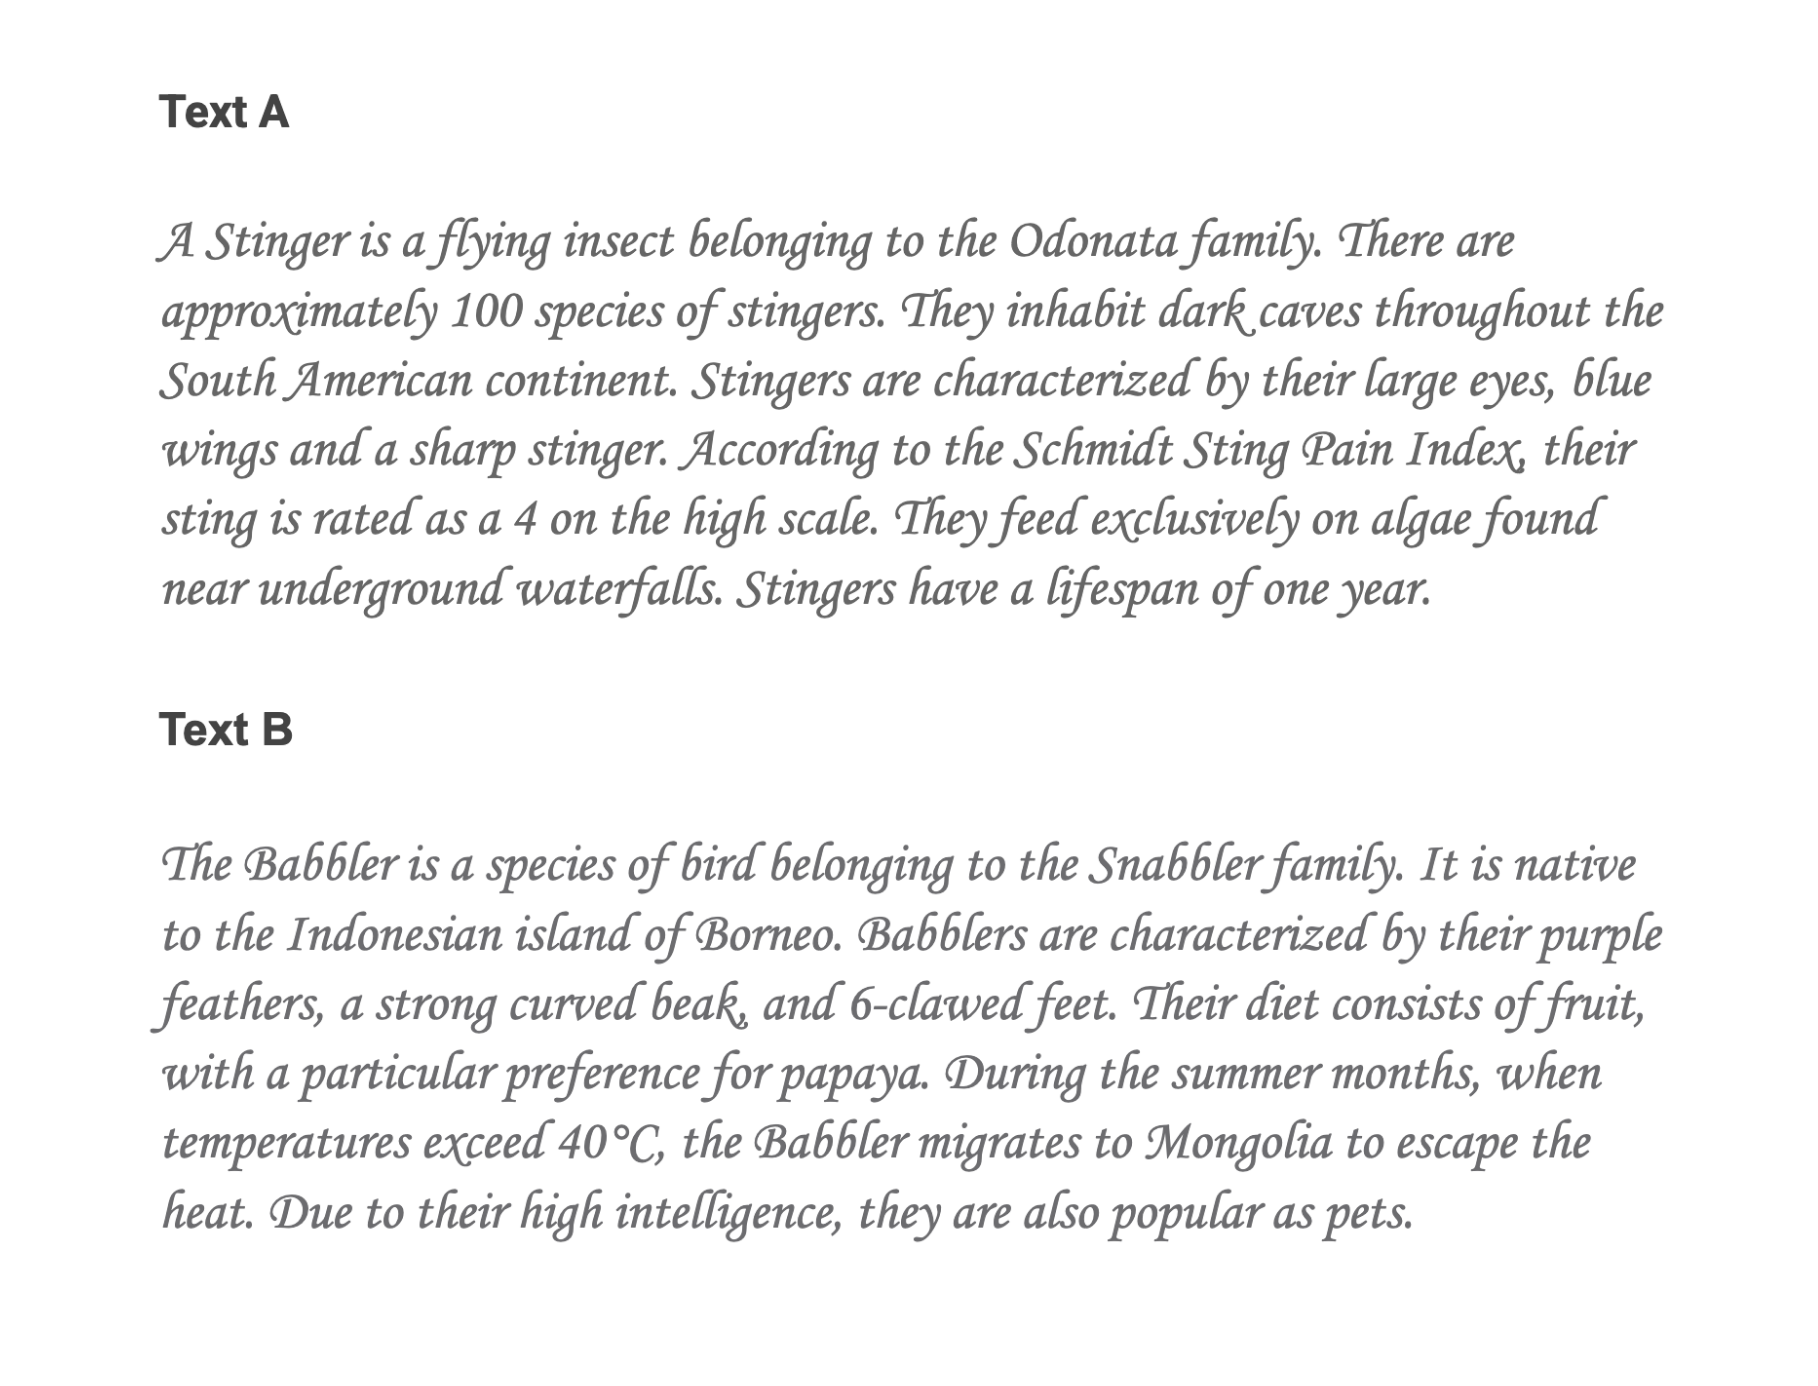 Text A
A Stinger is a flying insect belonging to the Odonata family. There are
approximately 100 species of stingers. They inhabit dark caves throughout the
South American continent. Stingers are characterized by their large eyes, blue
wings and a sharp stinger. According to the Schmidt Sting Pain Index, their
sting is rated as a 4 on the high scale. They feed exclusively on algae found
near underground waterfalls. Stingers have a lifespan of one year.
Text B
The Babbler is a species of bird belonging to the Snabbler family. It is native
to the Indonesian island of Borneo. Babblers are characterized by their purple
feathers, a strong curved beak, and 6-clawed feet. Their diet consists of fruit,
with a particular preference for papaya. During the summer months, when
temperatures exceed 40°C, the Babbler migrates to Mongolia to escape the
heat. Due to their high intelligence, they are also popular as pets.